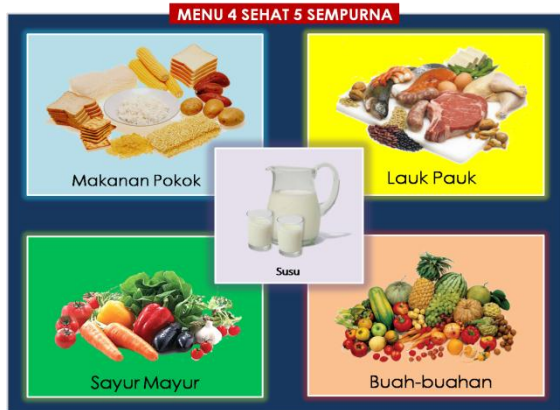 MENU 4 SEHAT 5 SEMPURNA
Makanan Pokok
Lauk Pauk
Susu
Sayur Mayur
Buah-buahan